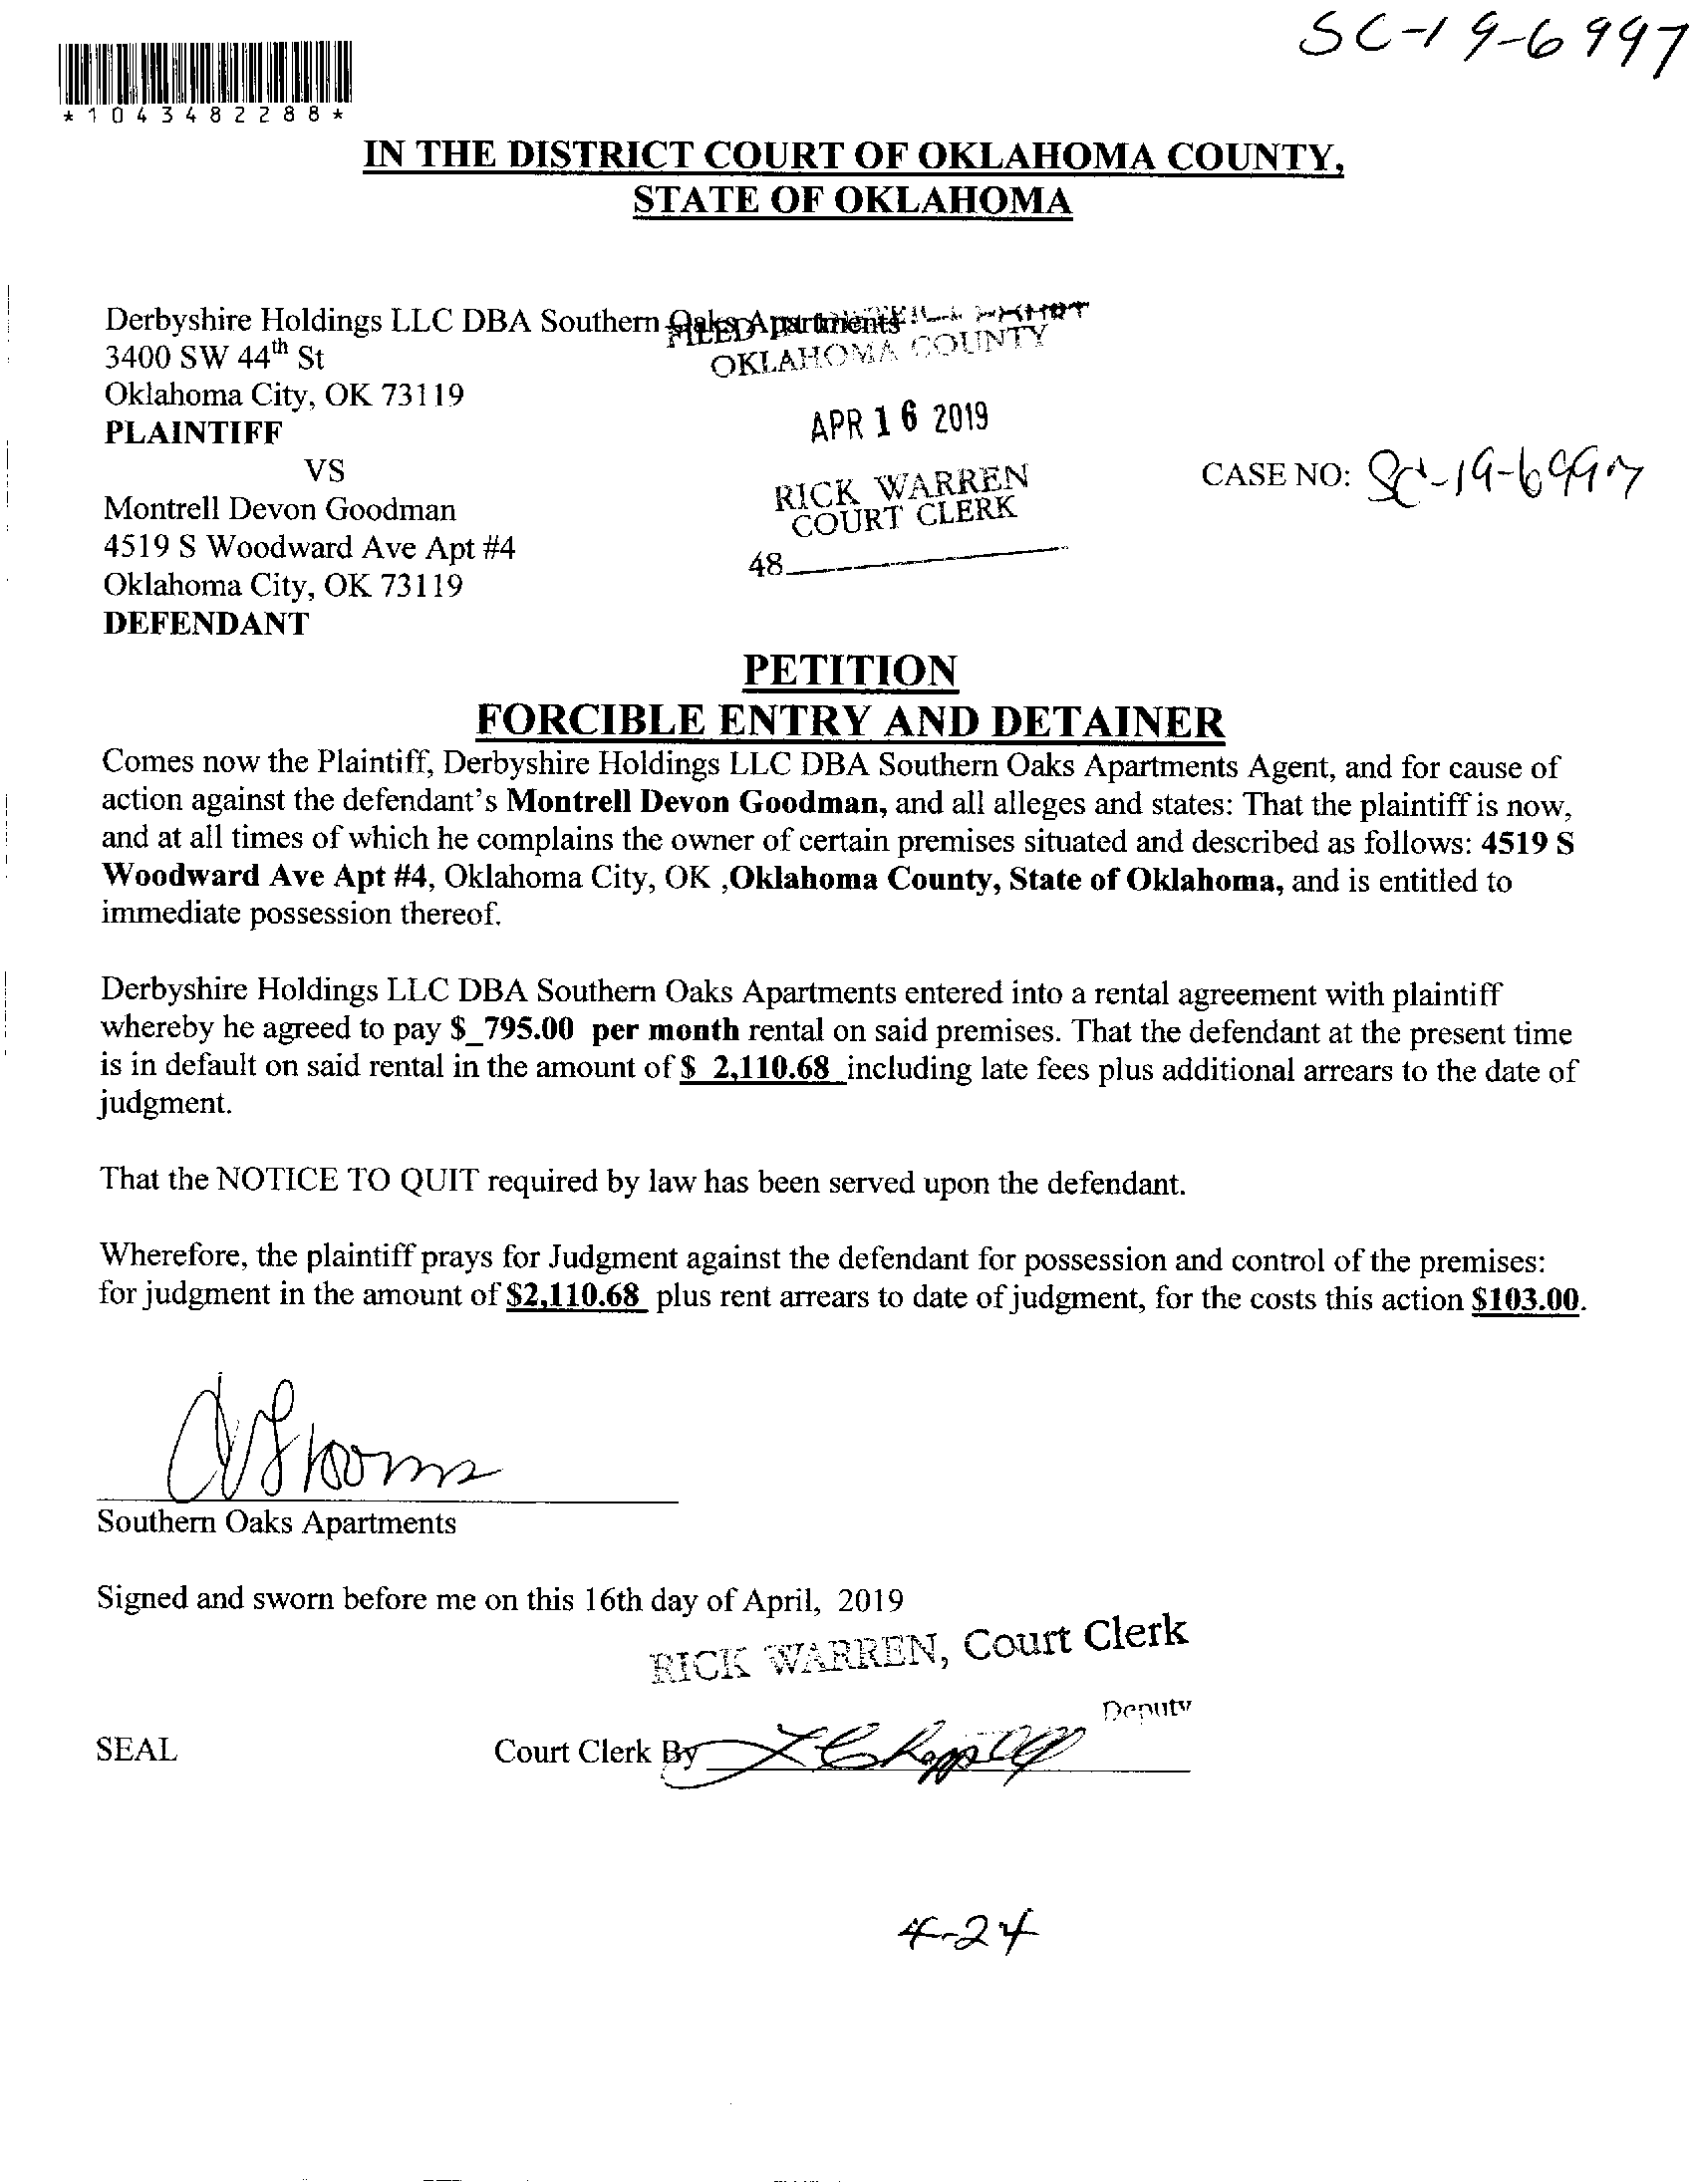 SC-19-6997
*1043482288*
IN THE DISTRICT COURT OF OKLAHOMA COUNTY,
STATE OF OKLAHOMA
Derbyshire Holdings LLC DBA Southern Oaks Apartments
3400 SW 44th St
Oklahoma City, OK 73119
PLAINTIFF
VS
Montrell Devon Goodman
4519 S Woodward Ave Apt #4
Oklahoma City, OK 73119
DEFENDANT
FILED
OKLAHOMA COUNTY
APR 16 2019
RICK WARREN
COURT CLERK
48
CASE NO: SC-19-6997
PETITION
FORCIBLE ENTRY AND DETAINER
Comes now the Plaintiff, Derbyshire Holdings LLC DBA Southern Oaks Apartments Agent, and for cause of
action against the defendant's Montrell Devon Goodman, and all alleges and states: That the plaintiff is now,
and at all times of which he complains the owner of certain premises situated and described as follows: 4519 S
Woodward Ave Apt #4, Oklahoma City, OK ,Oklahoma County, State of Oklahoma, and is entitled to
immediate possession thereof.
Derbyshire Holdings LLC DBA Southern Oaks Apartments entered into a rental agreement with plaintiff
whereby he agreed to pay $_795.00 per month rental on said premises. That the defendant at the present time
is in default on said rental in the amount of $ 2,110.68 including late fees plus additional arrears to the date of
judgment.
That the NOTICE TO QUIT required by law has been served upon the defendant.
Wherefore, the plaintiff prays for Judgment against the defendant for possession and control of the premises:
for judgment in the amount of $2,110.68 plus rent arrears to date of judgment, for the costs this action $103.00.
Southern Oaks Apartments
Signed and sworn before me on this 16th day of April, 2019
RICK WARREN, Court Clerk
Deputy
SEAL
Court Clerk By
4-24